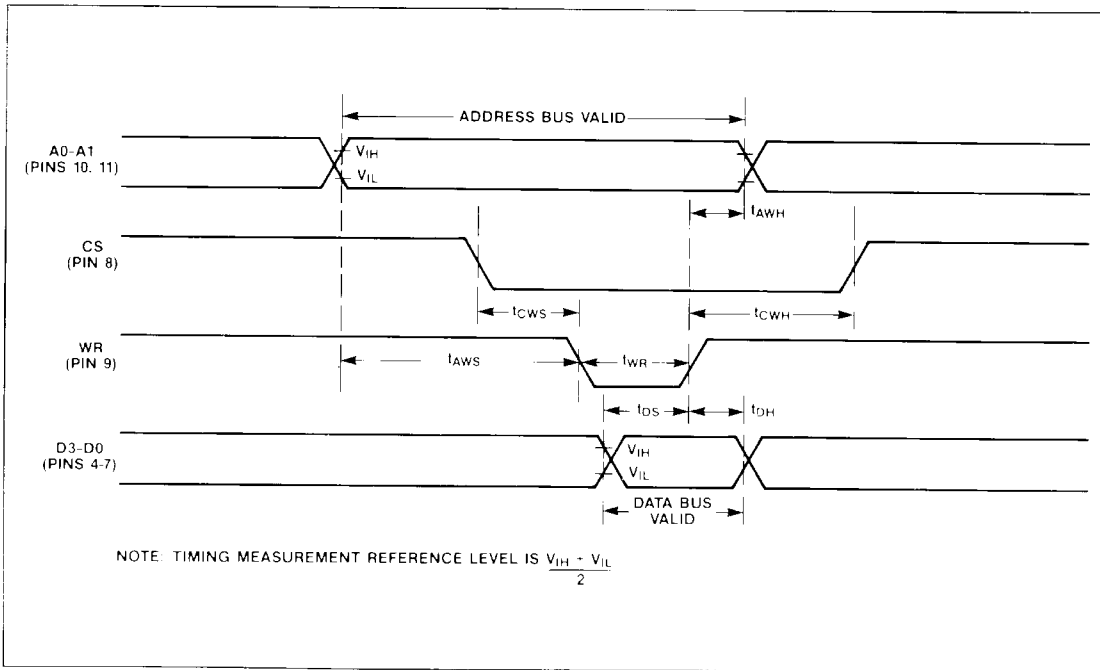 ADDRESS BUS VALID
A0-A1
(PINS 10. 11)
VIH
VIL
tAWH
CS
(PIN 8)
tCWS
tCWH
WR
(PIN 9)
tAWS
tWR
tDS
tDH
D3-D0
(PINS 4-7)
VIH
VIL
DATA BUS
VALID
NOTE: TIMING MEASUREMENT REFERENCE LEVEL IS VIH + VIL
2